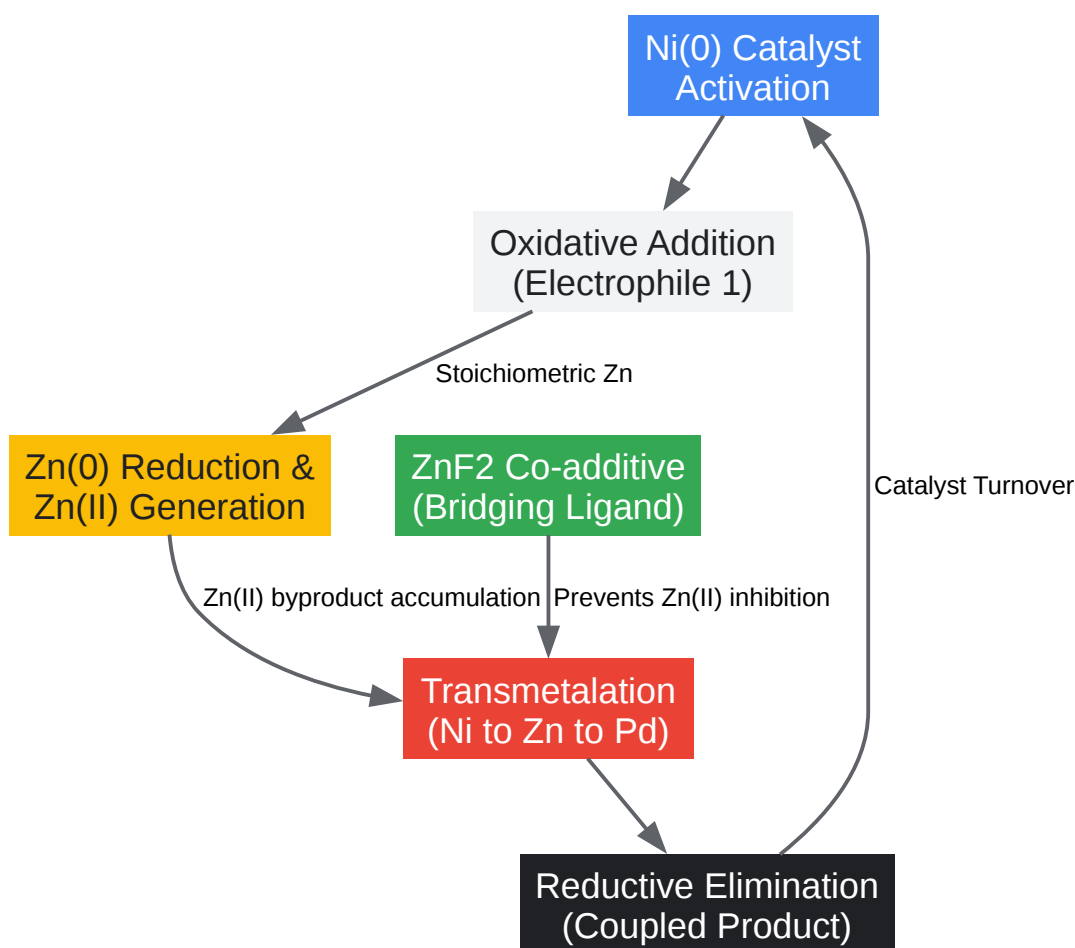 Ni(0) Catalyst
Activation
Oxidative Addition
(Electrophile 1)
Stoichiometric Zn
Zn(0) Reduction &
Zn(II) Generation
ZnF2 Co-additive
(Bridging Ligand)
Catalyst Turnover
Zn(II) byproduct accumulation
Prevents Zn(II) inhibition
Transmetalation
(Ni to Zn to Pd)
Reductive Elimination
(Coupled Product)